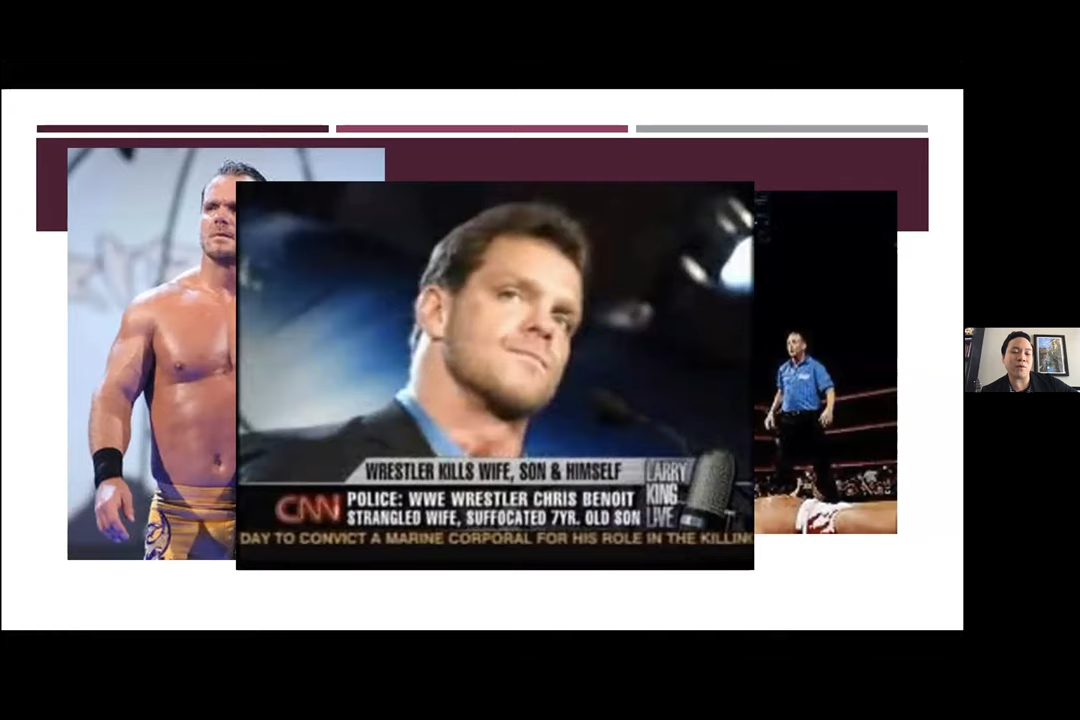 WRESTLER KILLS WIFE, SON & HIMSELF
CNN
POLICE: WWE WRESTLER CHRIS BENOIT
STRANGLED WIFE, SUFFOCATED 7YR. OLD SON
LARRY
KING
LIVE
DAY TO CONVICT A MARINE CORPORAL FOR HIS ROLE IN THE KILLING